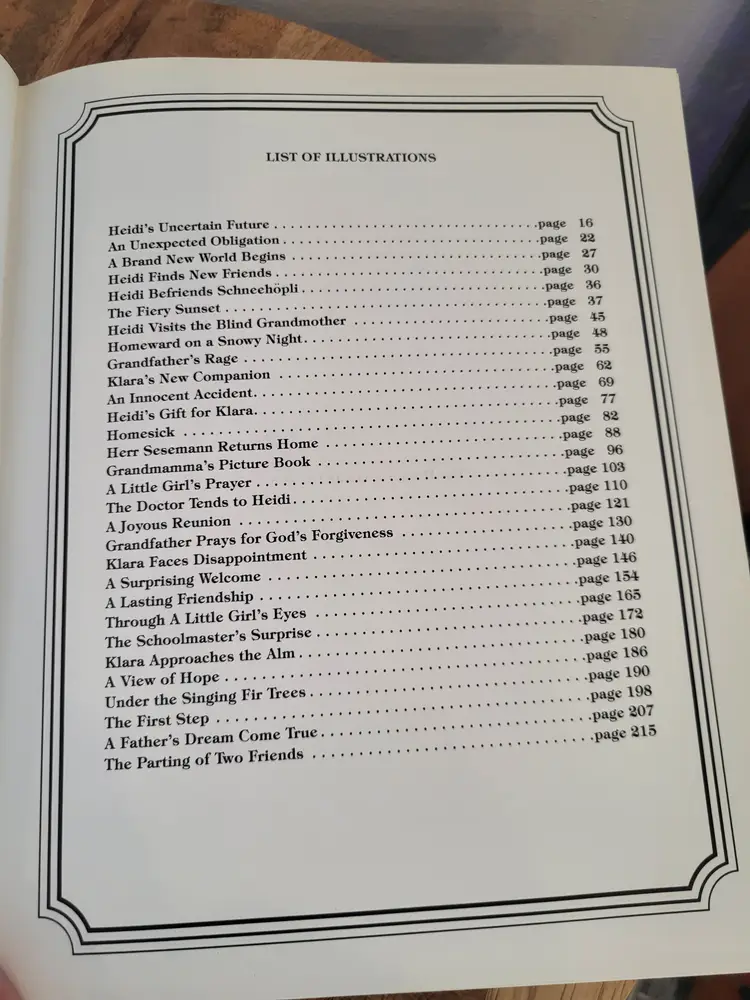 LIST OF ILLUSTRATIONS
Heidi's Uncertain Future . . . . . . . . . . . . . . . . . . . . . . . . . . . . . . . . page 16
An Unexpected Obligation . . . . . . . . . . . . . . . . . . . . . . . . . . . . . . . page 22
A Brand New World Begins . . . . . . . . . . . . . . . . . . . . . . . . . . . . . . page 27
Heidi Finds New Friends . . . . . . . . . . . . . . . . . . . . . . . . . . . . . . . . page 30
Heidi Befriends Schneehöpli . . . . . . . . . . . . . . . . . . . . . . . . . . . . . page 36
The Fiery Sunset . . . . . . . . . . . . . . . . . . . . . . . . . . . . . . . . . . . . . . page 37
Heidi Visits the Blind Grandmother . . . . . . . . . . . . . . . . . . . . . . . . page 45
Homeward on a Snowy Night . . . . . . . . . . . . . . . . . . . . . . . . . . . . . . page 48
Grandfather's Rage . . . . . . . . . . . . . . . . . . . . . . . . . . . . . . . . . . . . . page 55
Klara's New Companion . . . . . . . . . . . . . . . . . . . . . . . . . . . . . . . . . page 62
An Innocent Accident . . . . . . . . . . . . . . . . . . . . . . . . . . . . . . . . . . . page 69
Heidi's Gift for Klara . . . . . . . . . . . . . . . . . . . . . . . . . . . . . . . . . . . page 77
Homesick . . . . . . . . . . . . . . . . . . . . . . . . . . . . . . . . . . . . . . . . . . . . . page 82
Herr Sesemann Returns Home . . . . . . . . . . . . . . . . . . . . . . . . . . . . . page 88
Grandmamma's Picture Book . . . . . . . . . . . . . . . . . . . . . . . . . . . . . . page 96
A Little Girl's Prayer . . . . . . . . . . . . . . . . . . . . . . . . . . . . . . . . . . . . page 103
The Doctor Tends to Heidi . . . . . . . . . . . . . . . . . . . . . . . . . . . . . . . . page 110
A Joyous Reunion . . . . . . . . . . . . . . . . . . . . . . . . . . . . . . . . . . . . . . . page 121
Grandfather Prays for God's Forgiveness . . . . . . . . . . . . . . . . . . . . page 130
Klara Faces Disappointment . . . . . . . . . . . . . . . . . . . . . . . . . . . . . . page 140
A Surprising Welcome . . . . . . . . . . . . . . . . . . . . . . . . . . . . . . . . . . . page 146
A Lasting Friendship . . . . . . . . . . . . . . . . . . . . . . . . . . . . . . . . . . . . page 154
Through A Little Girl's Eyes . . . . . . . . . . . . . . . . . . . . . . . . . . . . . . page 165
The Schoolmaster's Surprise . . . . . . . . . . . . . . . . . . . . . . . . . . . . . . page 172
Klara Approaches the Alm . . . . . . . . . . . . . . . . . . . . . . . . . . . . . . . . page 180
A View of Hope . . . . . . . . . . . . . . . . . . . . . . . . . . . . . . . . . . . . . . . . . page 186
Under the Singing Fir Trees . . . . . . . . . . . . . . . . . . . . . . . . . . . . . . page 190
The First Step . . . . . . . . . . . . . . . . . . . . . . . . . . . . . . . . . . . . . . . . . page 198
A Father's Dream Come True . . . . . . . . . . . . . . . . . . . . . . . . . . . . . . page 207
The Parting of Two Friends . . . . . . . . . . . . . . . . . . . . . . . . . . . . . . page 215